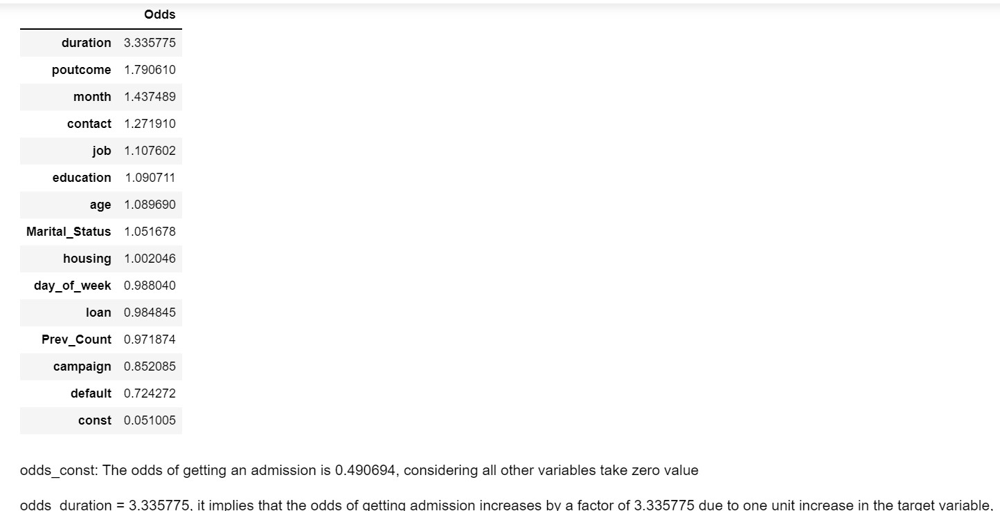 Odds
duration 3.335775
poutcome 1.790610
month 1.437489
contact 1.271910
job 1.107602
education 1.090711
age 1.089690
Marital_Status 1.051678
housing 1.002046
day_of_week 0.988040
loan 0.984845
Prev_Count 0.971874
campaign 0.852085
default 0.724272
const 0.051005
odds_const: The odds of getting an admission is 0.490694, considering all other variables take zero value
odds_duration = 3.335775, it implies that the odds of getting admission increases by a factor of 3.335775 due to one unit increase in the target variable,